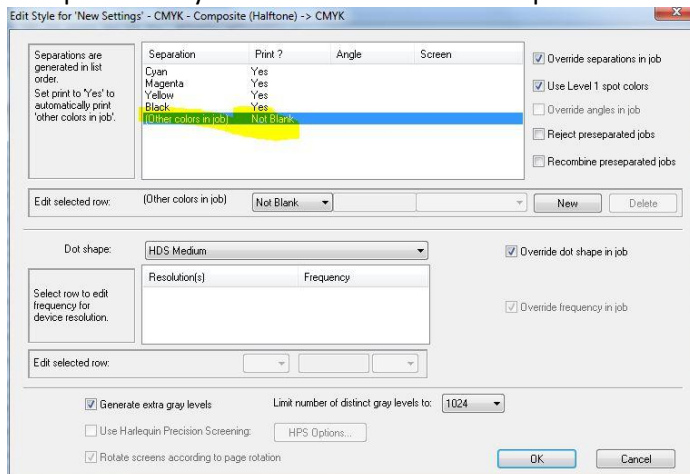 Edit Style for 'New Settings' - CMYK - Composite (Halftone) -> CMYK
Separations are
generated in list
order.
Set print to 'Yes' to
automatically print
'other colors in job'.
Separation Print ? Angle Screen
Cyan Yes
Magenta Yes
Yellow Yes
Black Yes
(Other colors in job) Not Blank
Override separations in job
Use Level 1 spot colors
Override angles in job
Reject preseparated jobs
Recombine preseparated jobs
Edit selected row: (Other colors in job) Not Blank New Delete
Dot shape: HDS Medium Override dot shape in job
Resolution(s) Frequency
Select row to edit
frequency for
device resolution.
Override frequency in job
Edit selected row:
Generate extra gray levels Limit number of distinct gray levels to: 1024
Use Harlequin Precision Screening: HPS Options...
Rotate screens according to page rotation
OK Cancel